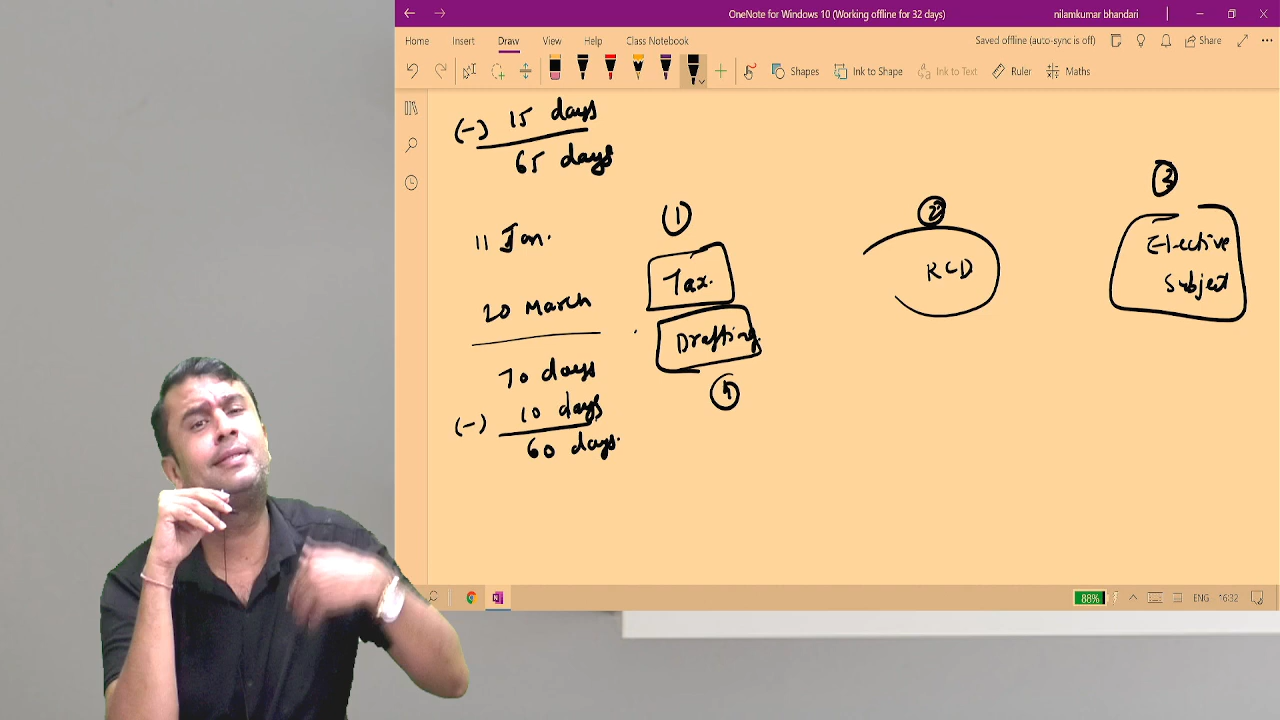 OneNote for Windows 10 (Working offline for 32 days)
nilamkumar bhandari
Home Insert Draw View Help Class Notebook
Saved offline (auto-sync is off)
Share
Shapes Ink to Shape Ink to Text Ruler Maths
(-) 15 days
65 days
11 Jan.
20 March
70 days
(-) 10 days
60 days.
1
Tax.
Drafting
4
2
RCD
3
Elective
Subject
88%
ENG 16:32